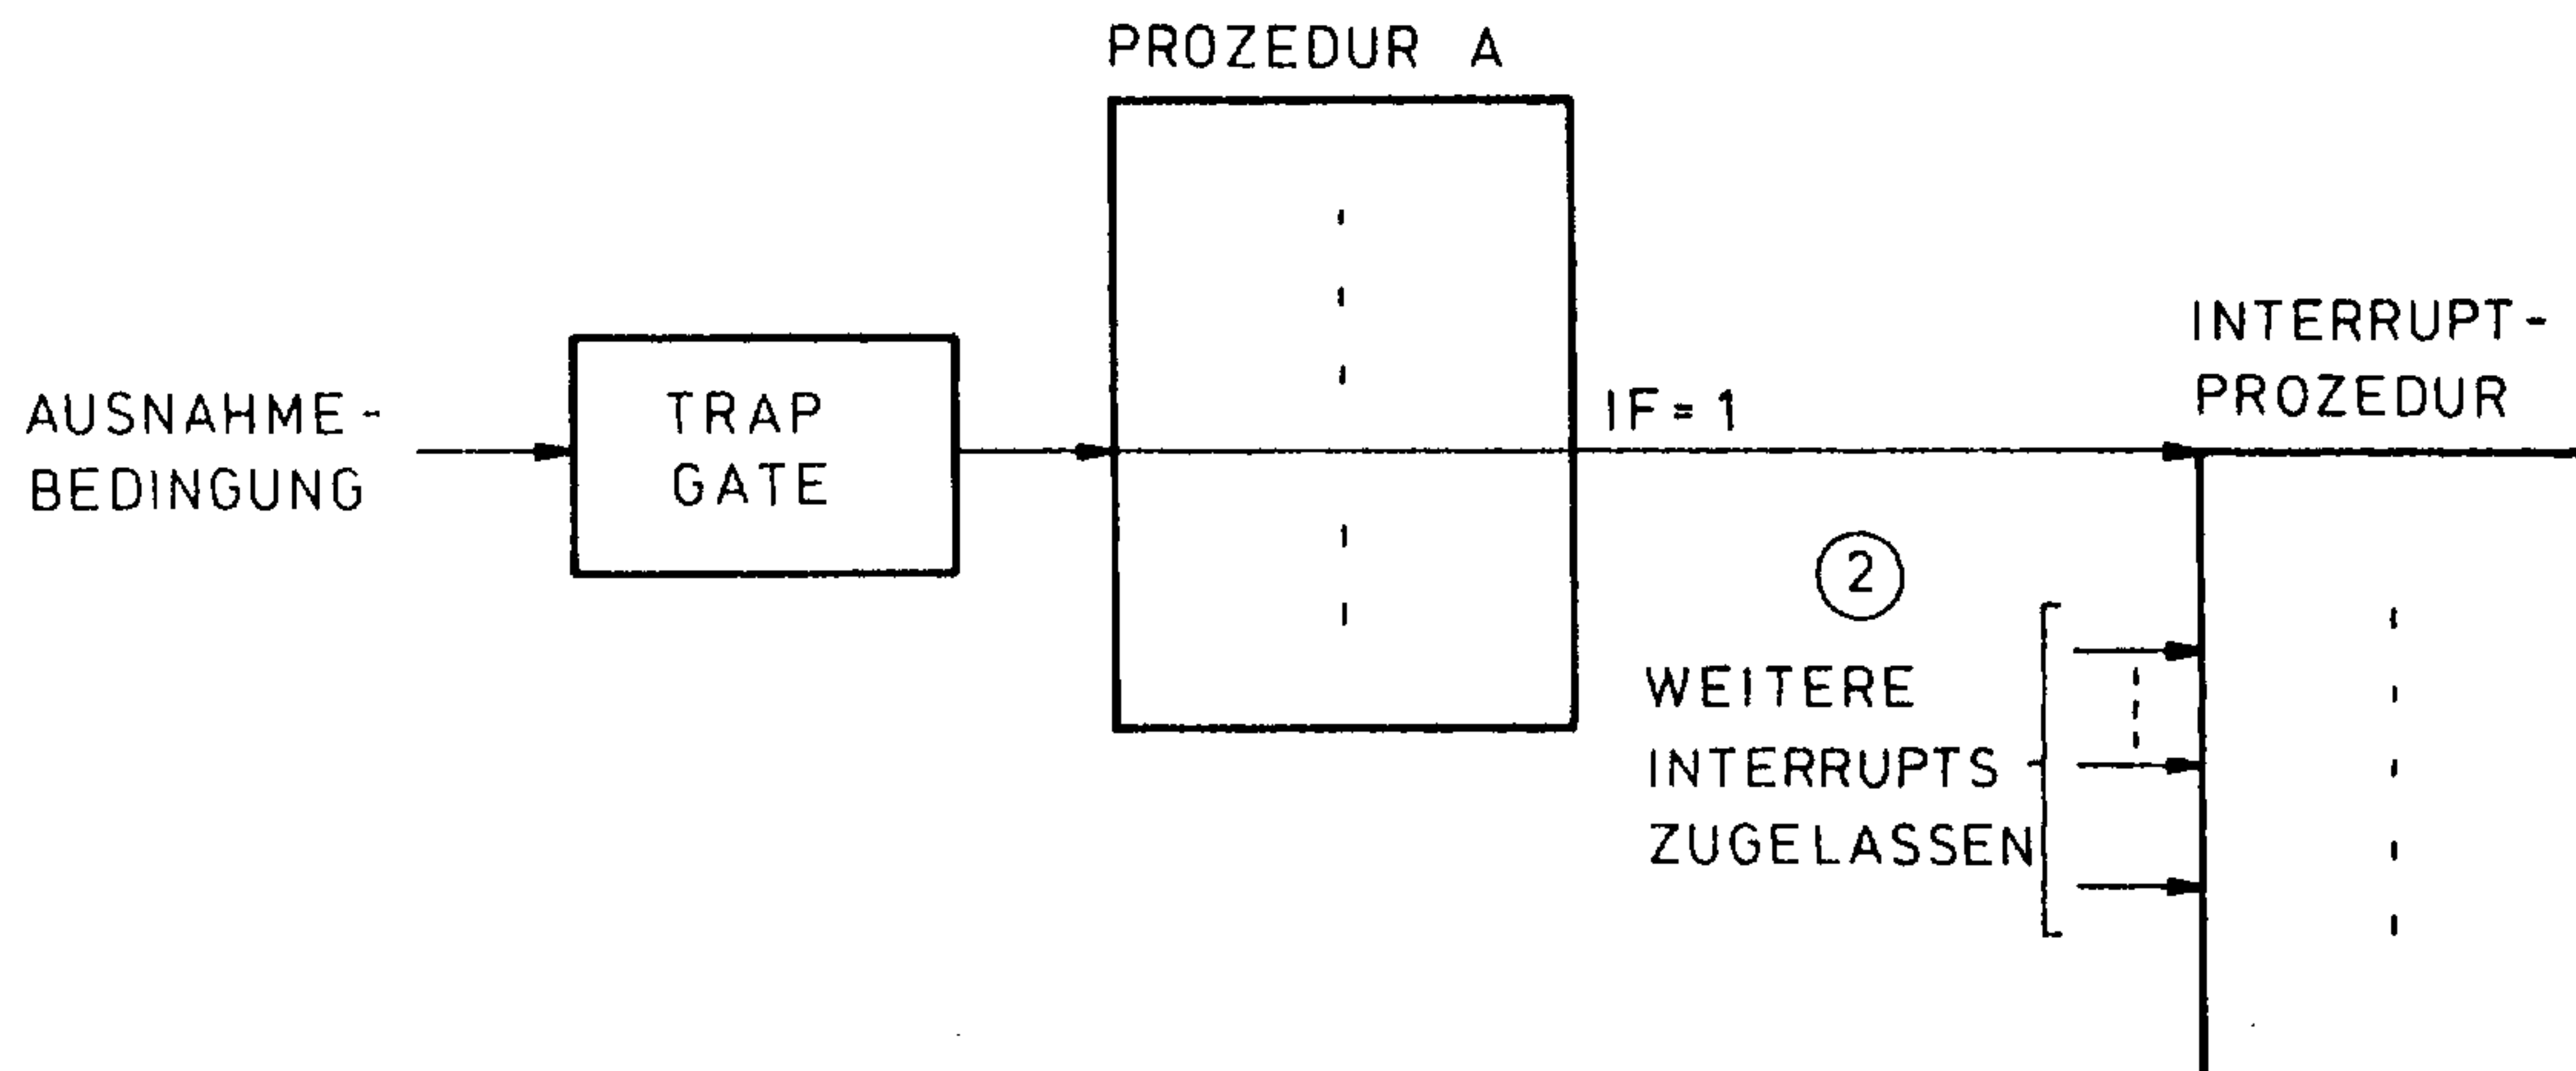 PROZEDUR A
AUSNAHME-
BEDINGUNG
TRAP
GATE
IF = 1
INTERRUPT-
PROZEDUR
2
WEITERE
INTERRUPTS
ZUGELASSEN